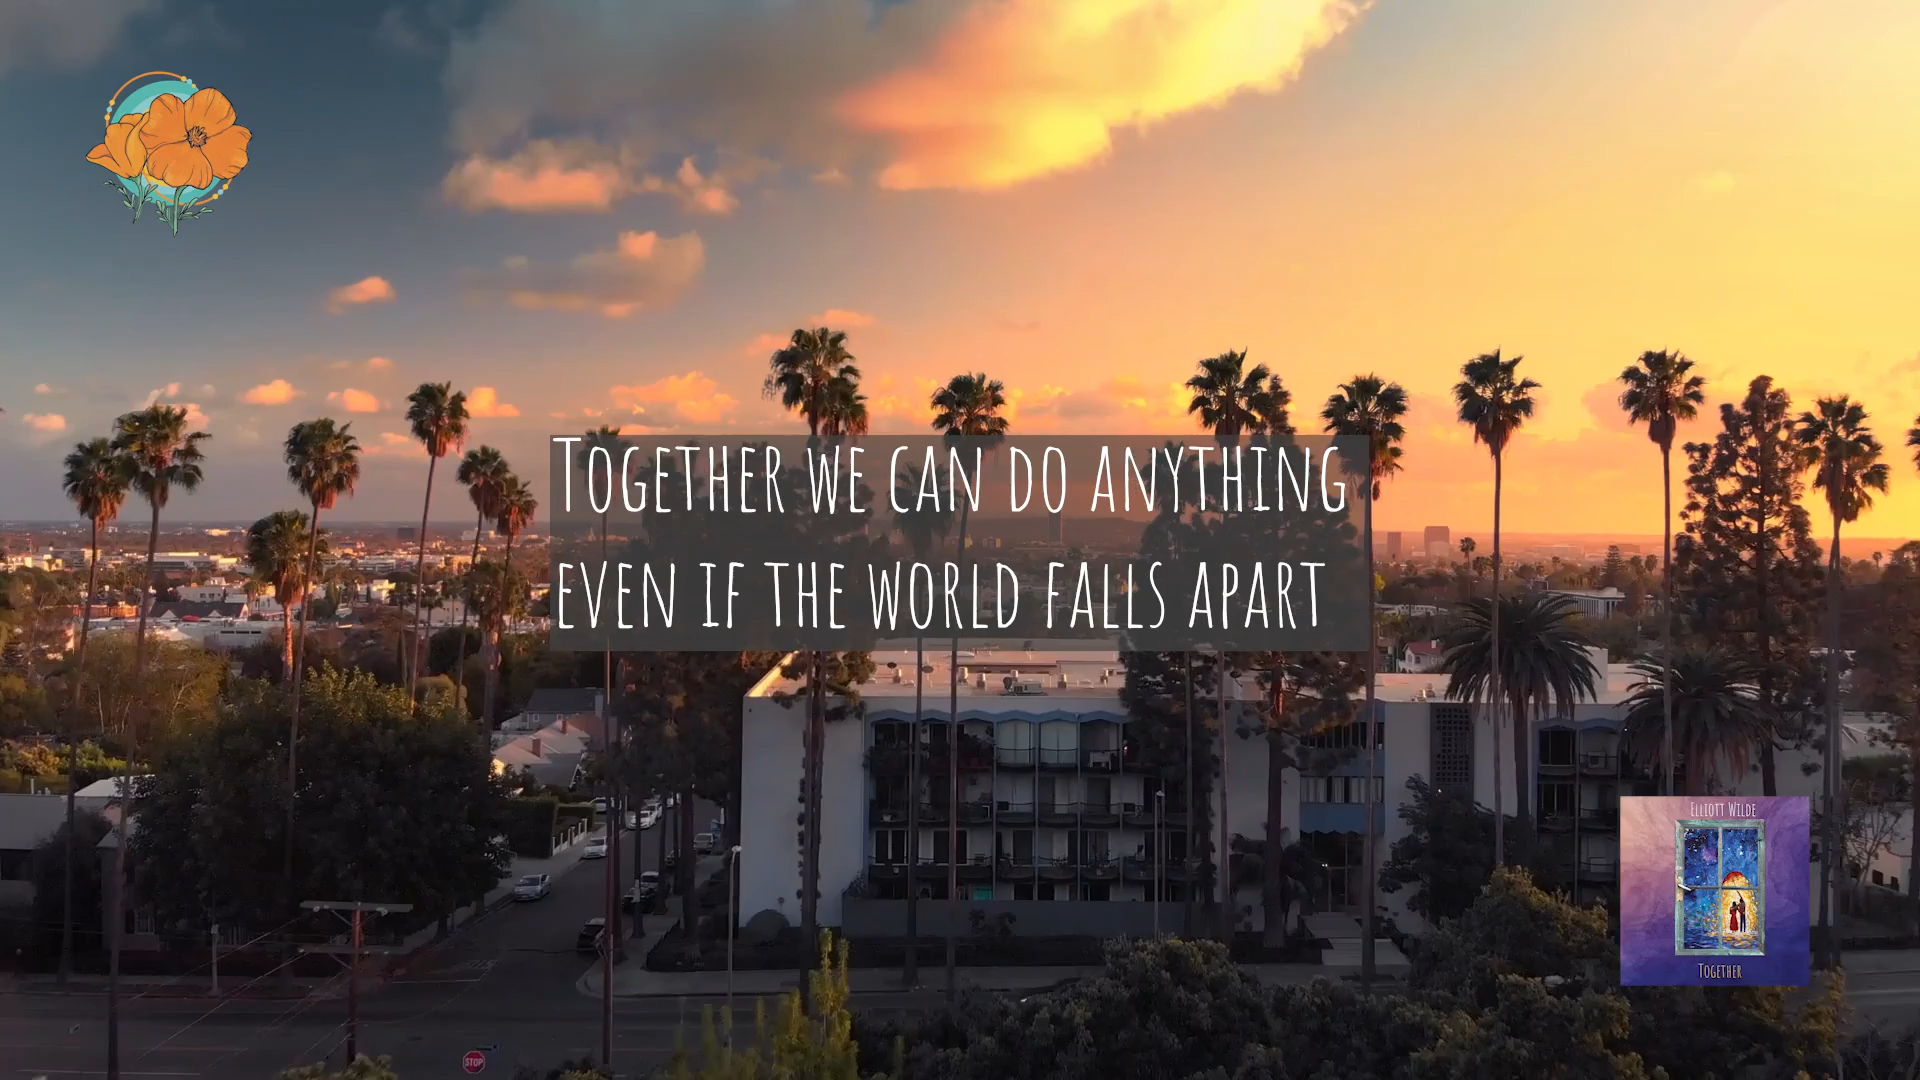 Together we can do anything
even if the world falls apart
Elliott Wilde
Together
STOP